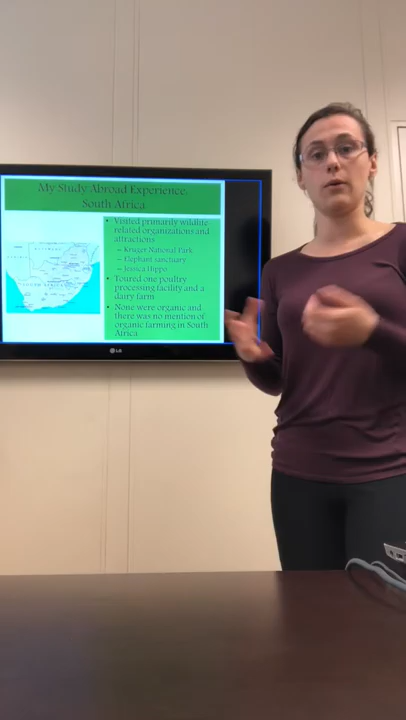 My Study Abroad Experience:
South Africa
• Visited primarily wildlife
related organizations and
attractions
– Kruger National Park
– Elephant sanctuary
– Jessica Hippo
• Toured one poultry
processing facility and a
dairy farm
• None were organic and
there was no mention of
organic farming in South
Africa
SOUTH AFRICA
LG